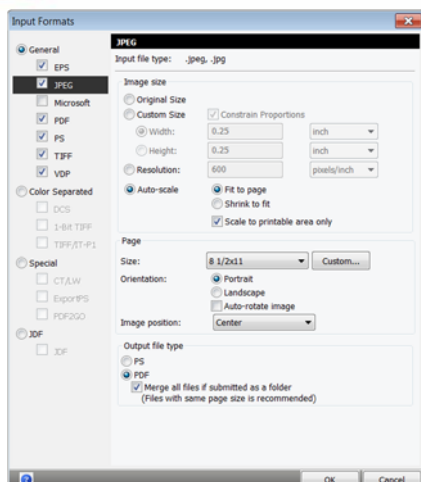 Input Formats
General
EPS
JPEG
Microsoft
PDF
PS
TIFF
VDP
Color Separated
DCS
1-Bit TIFF
TIFF/IT-P1
Special
CT/LW
ExportPS
PDF2GO
JDF
JDF
JPEG
Input file type: .jpeg, .jpg
Image size
Original Size
Custom Size Constrain Proportions
Width: 0.25 inch
Height: 0.25 inch
Resolution: 600 pixels/inch
Auto-scale Fit to page
Shrink to fit
Scale to printable area only
Page
Size: 8 1/2x11 Custom...
Orientation: Portrait
Landscape
Auto-rotate image
Image position: Center
Output file type
PS
PDF
Merge all files if submitted as a folder
(Files with same page size is recommended)
OK Cancel